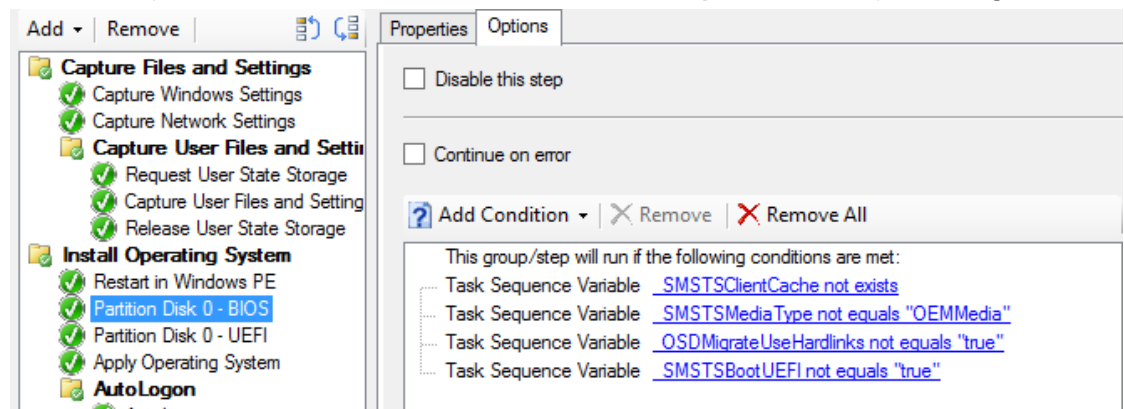 Add Remove
Properties Options
Capture Files and Settings
Capture Windows Settings
Capture Network Settings
Capture User Files and Settin
Request User State Storage
Capture User Files and Setting
Release User State Storage
Install Operating System
Restart in Windows PE
Partition Disk 0 - BIOS
Partition Disk 0 - UEFI
Apply Operating System
AutoLogon
Disable this step
Continue on error
Add Condition Remove Remove All
This group/step will run if the following conditions are met:
Task Sequence Variable _SMSTSClientCache not exists
Task Sequence Variable _SMSTSMediaType not equals "OEMMedia"
Task Sequence Variable _OSDMigrateUseHardlinks not equals "true"
Task Sequence Variable _SMSTSBootUEFI not equals "true"